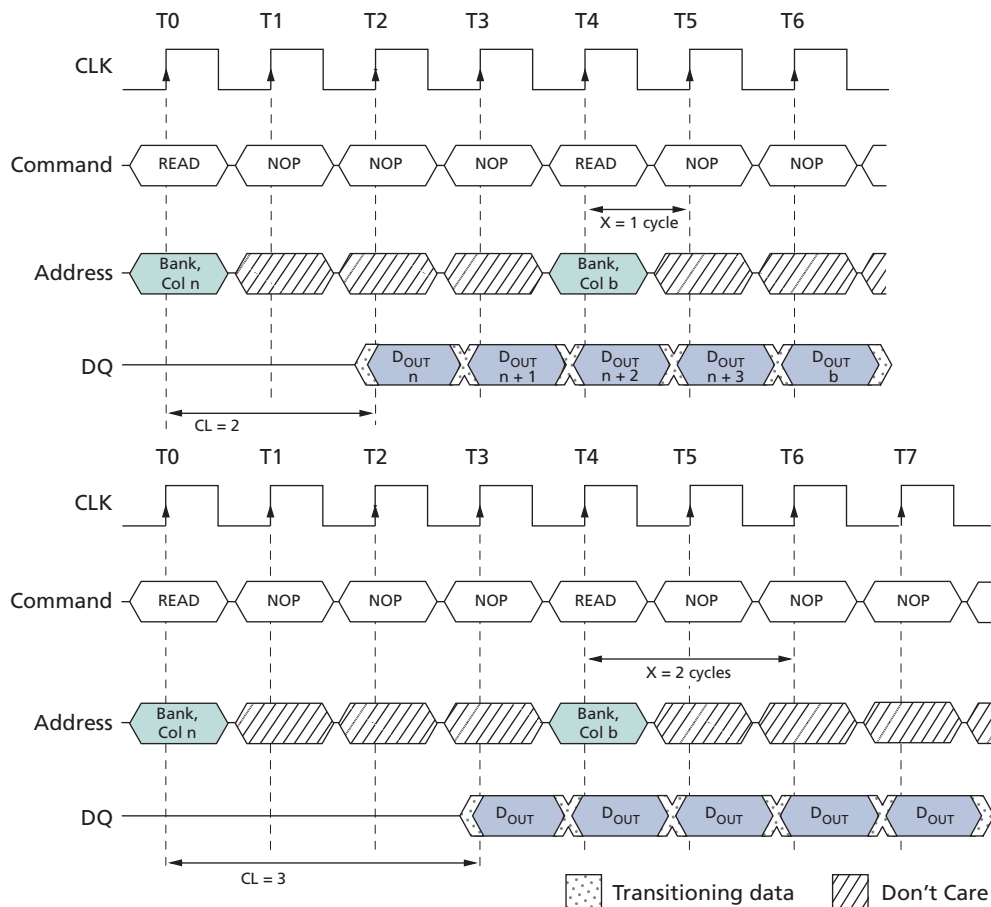 T0 T1 T2 T3 T4 T5 T6
CLK
Command READ NOP NOP NOP READ NOP NOP
X = 1 cycle
Address Bank, Col n Bank, Col b
DQ DOUT n DOUT n + 1 DOUT n + 2 DOUT n + 3 DOUT b
CL = 2
T0 T1 T2 T3 T4 T5 T6 T7
CLK
Command READ NOP NOP NOP READ NOP NOP NOP
X = 2 cycles
Address Bank, Col n Bank, Col b
DQ DOUT DOUT DOUT DOUT DOUT
CL = 3
Transitioning data Don't Care